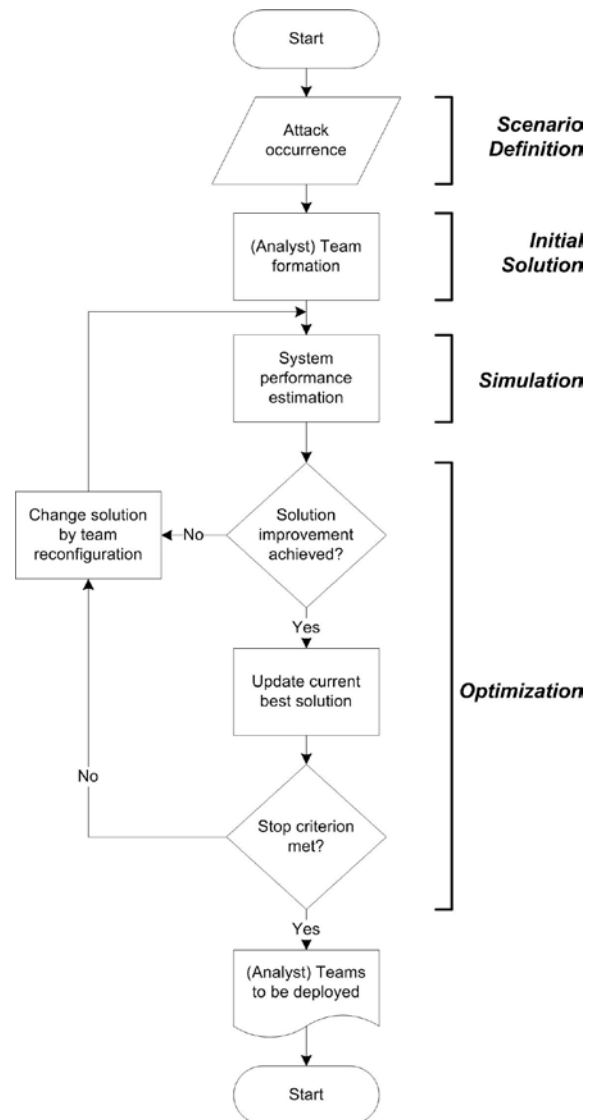 Start
Attack
occurrence
Scenario
Definition
(Analyst) Team
formation
Initial
Solution
System
performance
estimation
Simulation
Change solution
by team
reconfiguration
No
Solution
improvement
achieved?
Yes
Update current
best solution
Optimization
No
Stop criterion
met?
Yes
(Analyst) Teams
to be deployed
Start